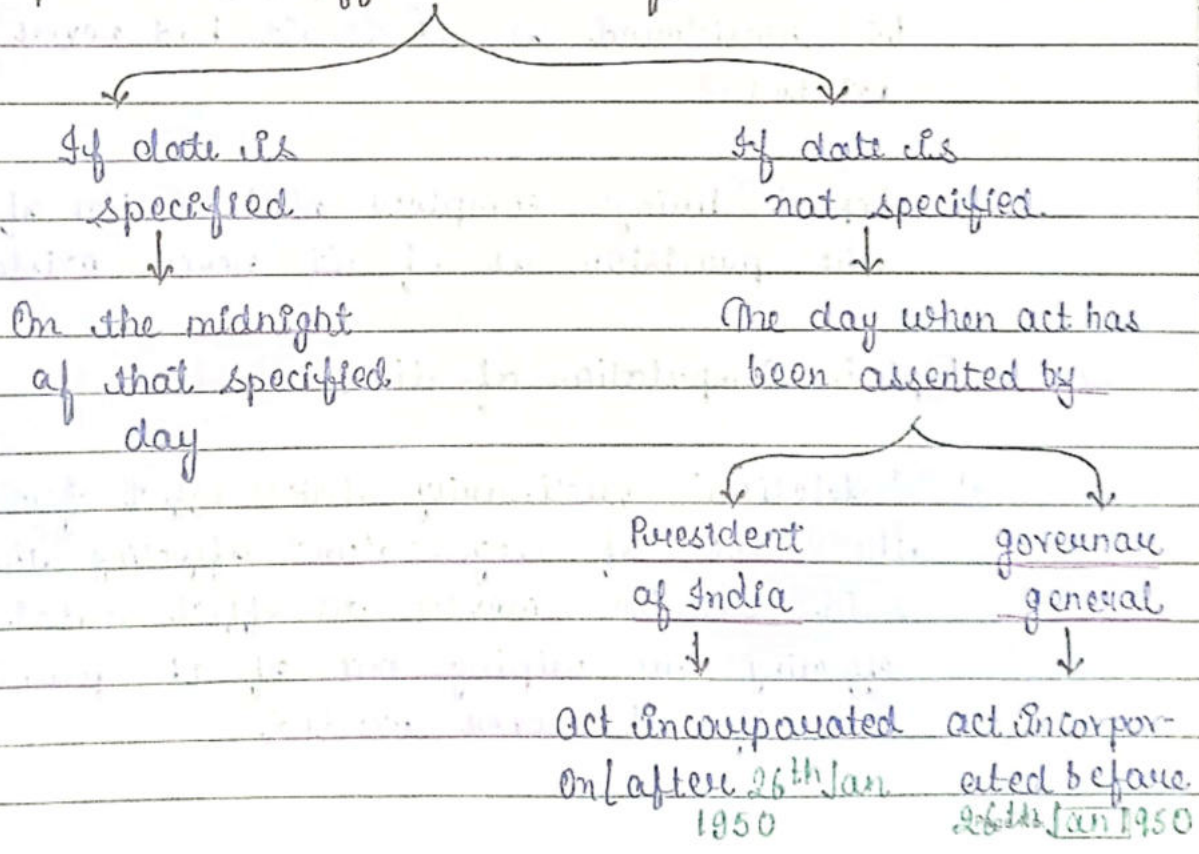 If date is
specified
On the midnight
of that specified
day
If date is
not specified.
The day when act has
been assented by
President
of India
Act incorporated
on/after 26th Jan
1950
governor
general
act incorpor-
ated before
26th Jan 1950